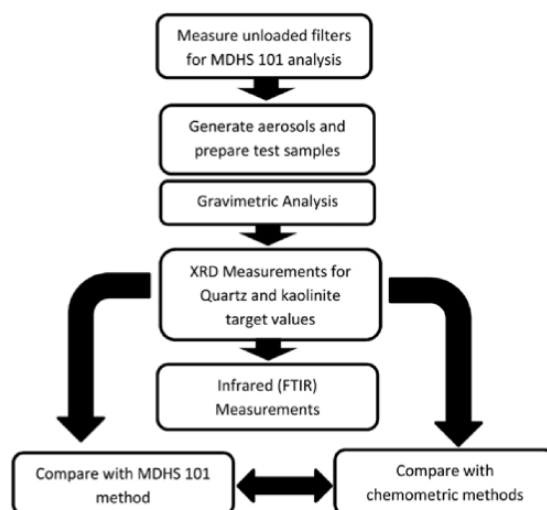 Measure unloaded filters
for MDHS 101 analysis
Generate aerosols and
prepare test samples
Gravimetric Analysis
XRD Measurements for
Quartz and kaolinite
target values
Infrared (FTIR)
Measurements
Compare with MDHS 101
method
Compare with
chemometric methods